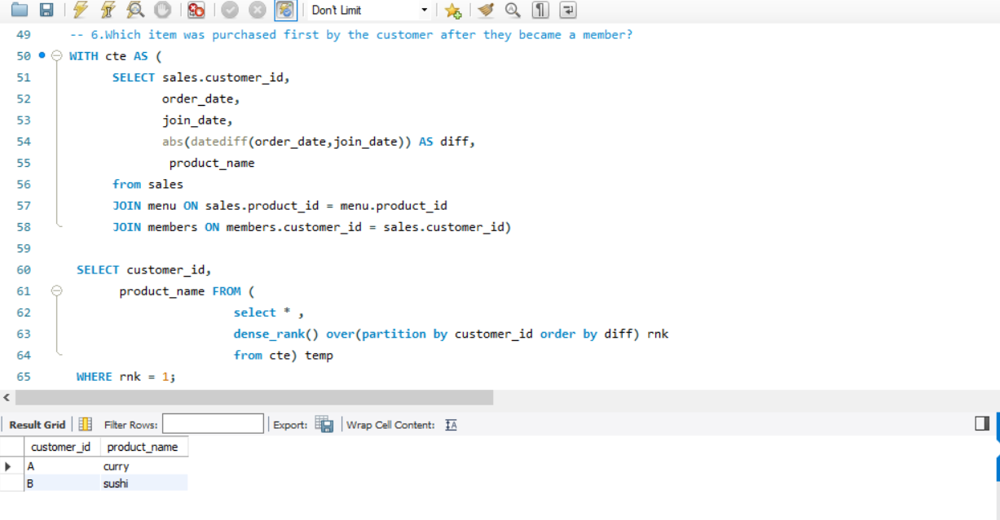 Don't Limit
49 -- 6.Which item was purchased first by the customer after they became a member?
50 WITH cte AS (
51 SELECT sales.customer_id,
52 order_date,
53 join_date,
54 abs(datediff(order_date,join_date)) AS diff,
55 product_name
56 from sales
57 JOIN menu ON sales.product_id = menu.product_id
58 JOIN members ON members.customer_id = sales.customer_id)
59
60 SELECT customer_id,
61 product_name FROM (
62 select * ,
63 dense_rank() over(partition by customer_id order by diff) rnk
64 from cte) temp
65 WHERE rnk = 1;
Result Grid Filter Rows: Export: Wrap Cell Content: IA
customer_id product_name
A curry
B sushi